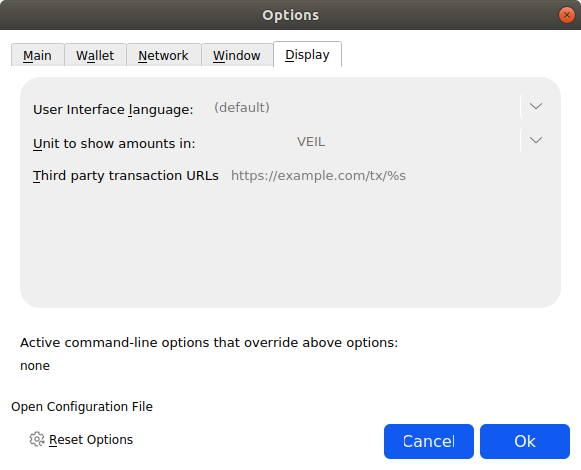 Options
Main Wallet Network Window Display
User Interface language: (default)
Unit to show amounts in: VEIL
Third party transaction URLs https://example.com/tx/%s
Active command-line options that override above options:
none
Open Configuration File
Reset Options Cancel Ok